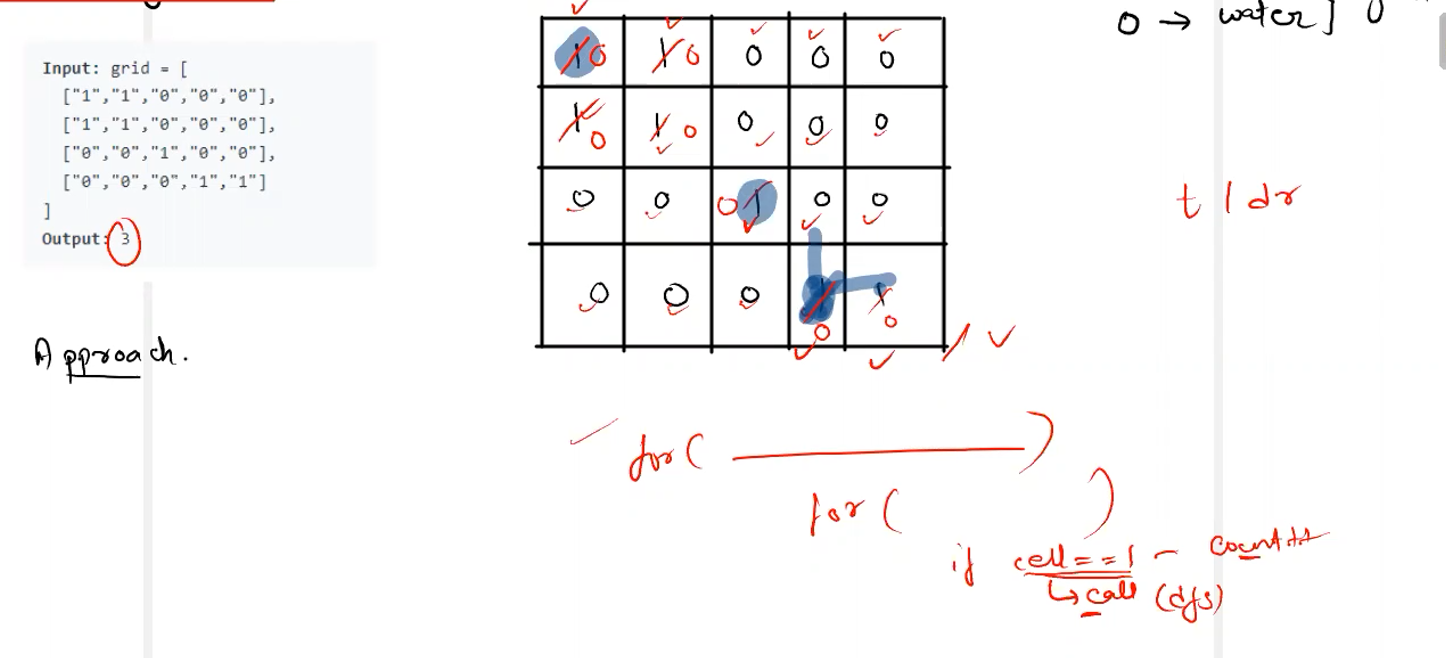 0 → water ]
Input: grid = [
["1","1","0","0","0"],
["1","1","0","0","0"],
["0","0","1","0","0"],
["0","0","0","1","1"]
]
Output: 3
1 0 1 0 0 0 0
1 0 1 0 0 0 0
0 0 0 1 0 0
0 0 0 1 0 1 0
t l d r
Approach.
for ( )
for ( )
if cell == 1 - count++
↳ call (dfs)